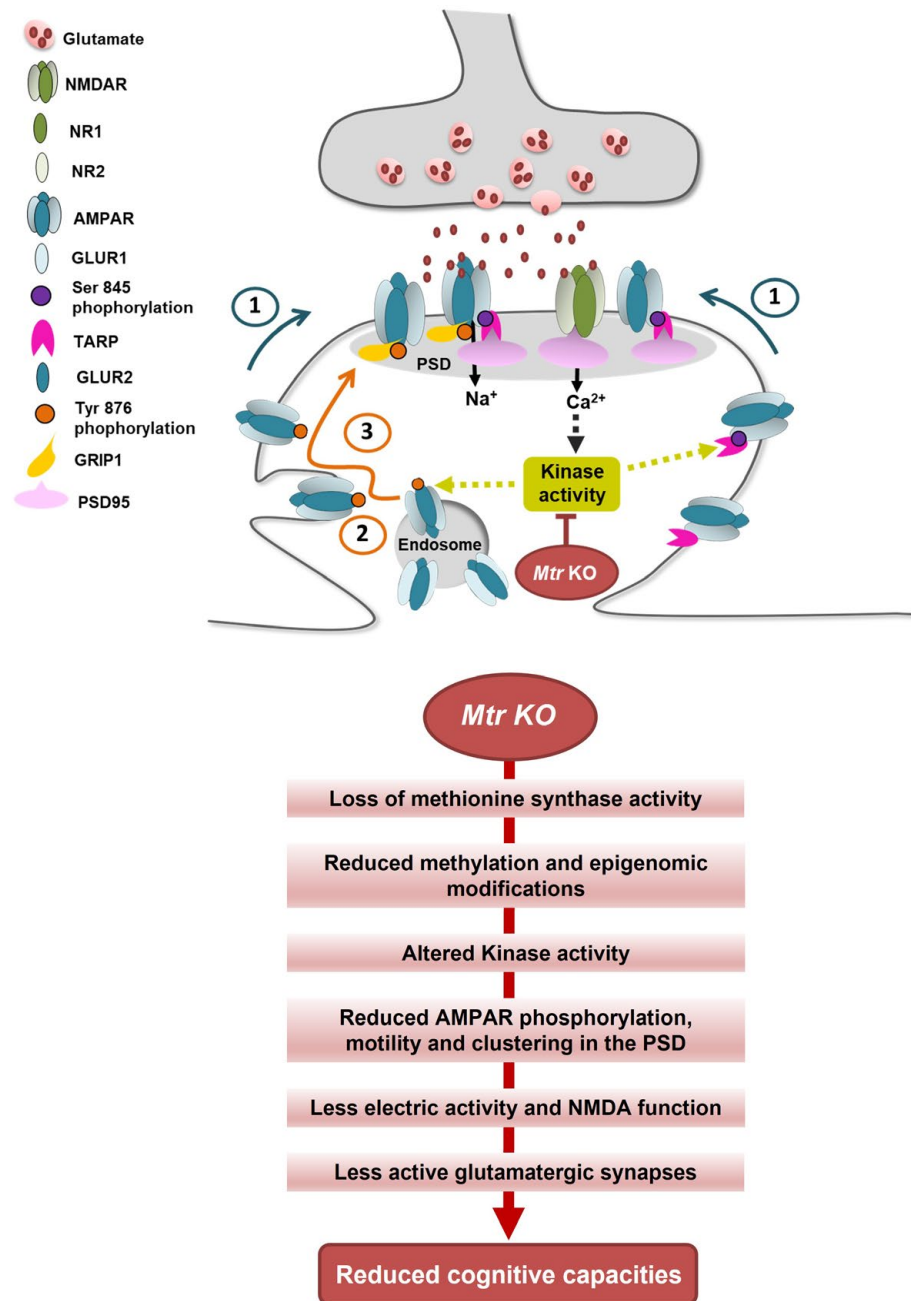 Glutamate
NMDAR
NR1
NR2
AMPAR
GLUR1
Ser 845
phophorylation
TARP
GLUR2
Tyr 876
phophorylation
GRIP1
PSD95
1
1
PSD
Na⁺
Ca²⁺
3
Kinase
activity
2
Endosome
Mtr KO
Mtr KO
Loss of methionine synthase activity
Reduced methylation and epigenomic
modifications
Altered Kinase activity
Reduced AMPAR phosphorylation,
motility and clustering in the PSD
Less electric activity and NMDA function
Less active glutamatergic synapses
Reduced cognitive capacities